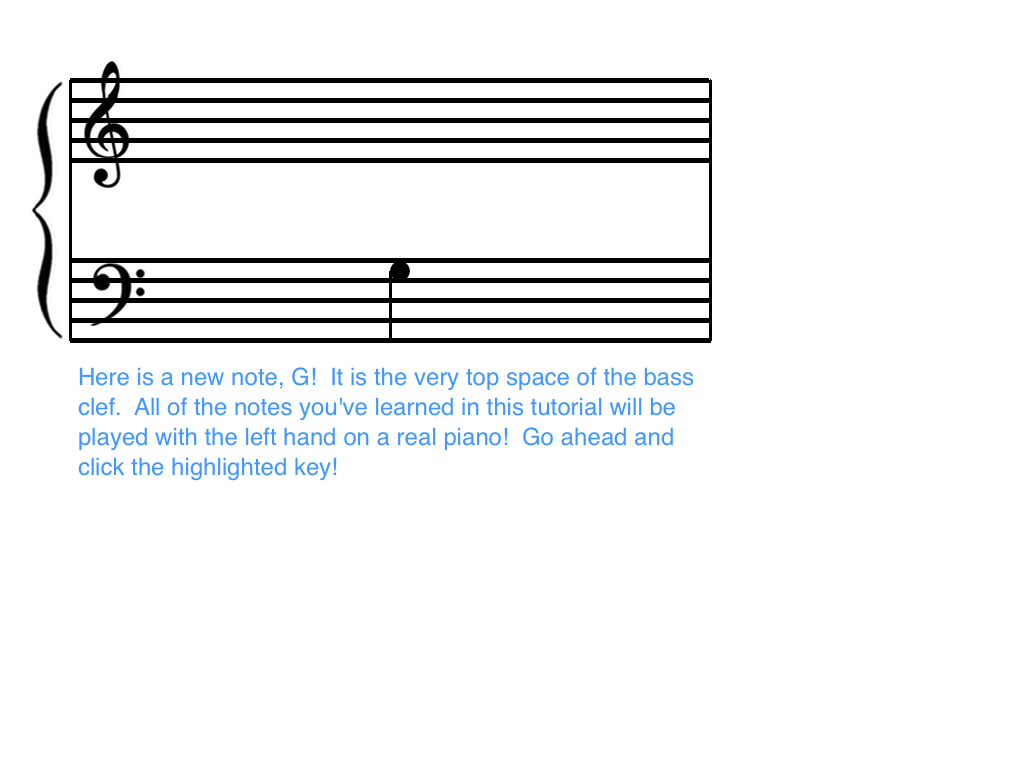 Here is a new note, G!  It is the very top space of the bass
clef.  All of the notes you've learned in this tutorial will be
played with the left hand on a real piano!  Go ahead and
click the highlighted key!